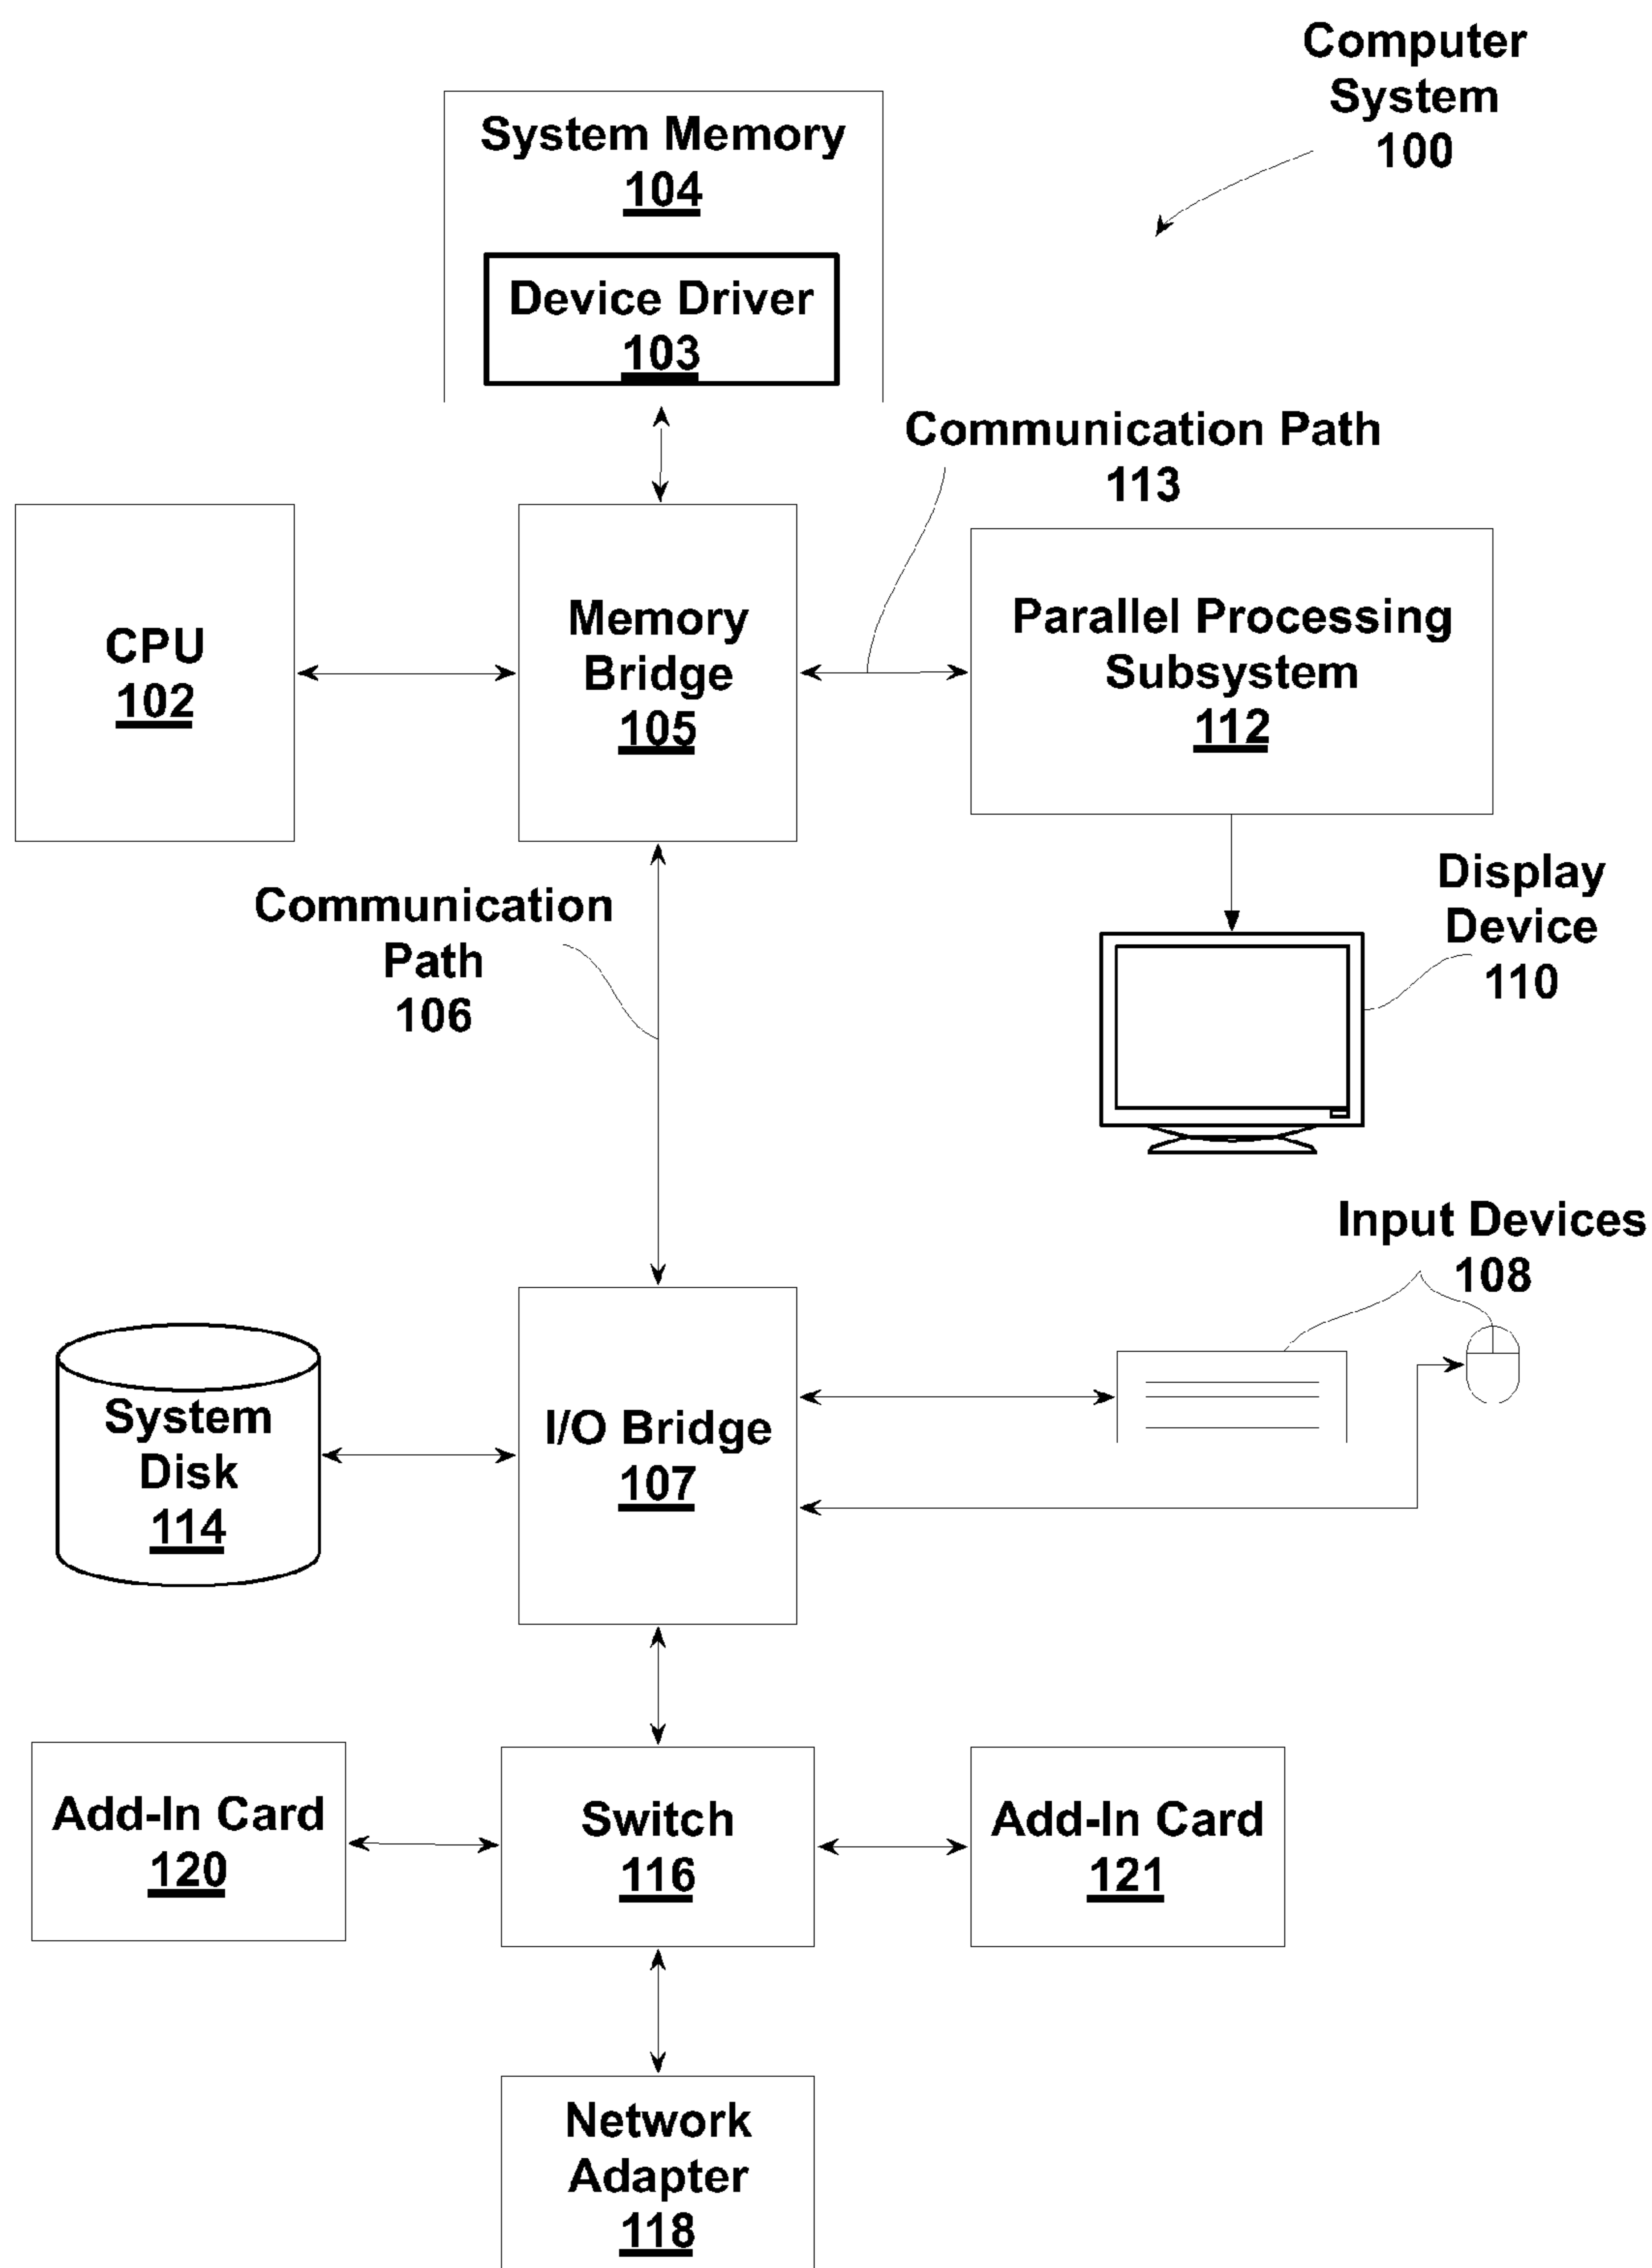 Computer
System
100
System Memory
104
Device Driver
103
Communication Path
113
CPU
102
Memory
Bridge
105
Parallel Processing
Subsystem
112
Communication
Path
106
Display
Device
110
Input Devices
108
System
Disk
114
I/O Bridge
107
Add-In Card
120
Switch
116
Add-In Card
121
Network
Adapter
118